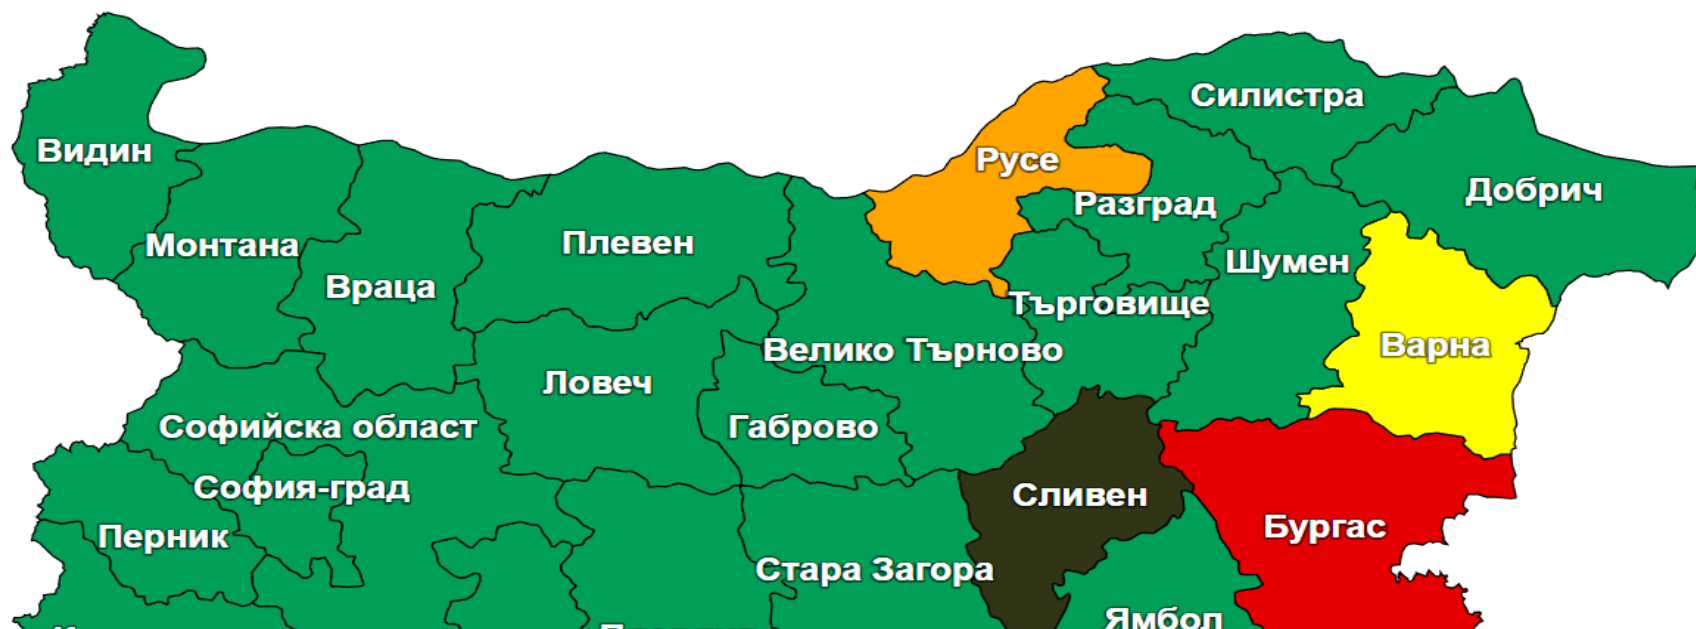 Силистра
Видин
Русе
Добрич
Разград
Монтана
Плевен
Шумен
Враца
Търговище
Варна
Велико Търново
Ловеч
Софийска област
Габрово
София-град
Сливен
Бургас
Перник
Стара Загора
Ямбол